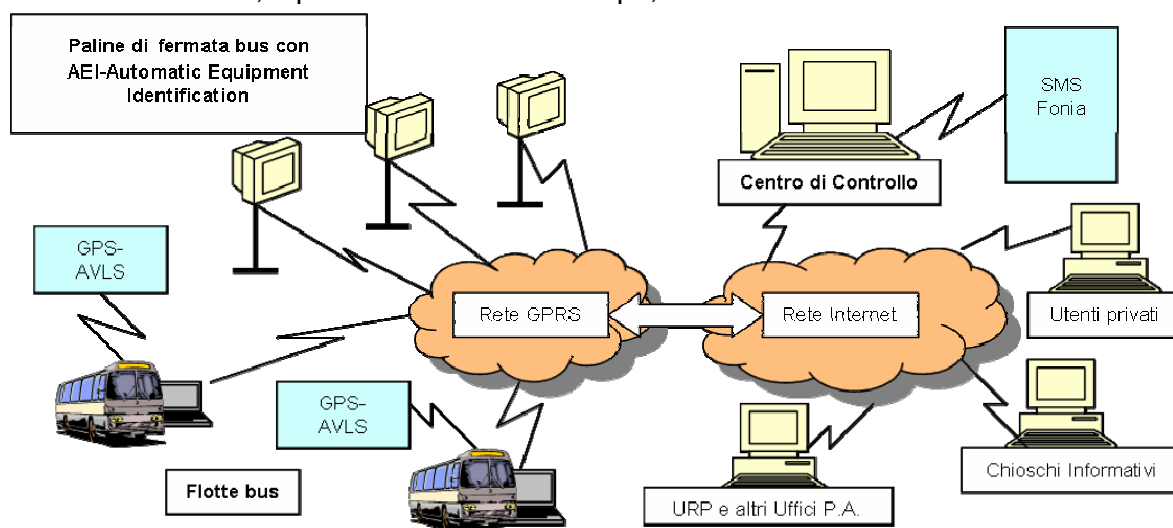 Paline di fermata bus con
AEI-Automatic Equipment
Identification
SMS
Fonia
Centro di Controllo
GPS-
AVLS
Rete GPRS
Rete Internet
Utenti privati
GPS-
AVLS
Chioschi Informativi
Flotte bus
URP e altri Uffici P.A.